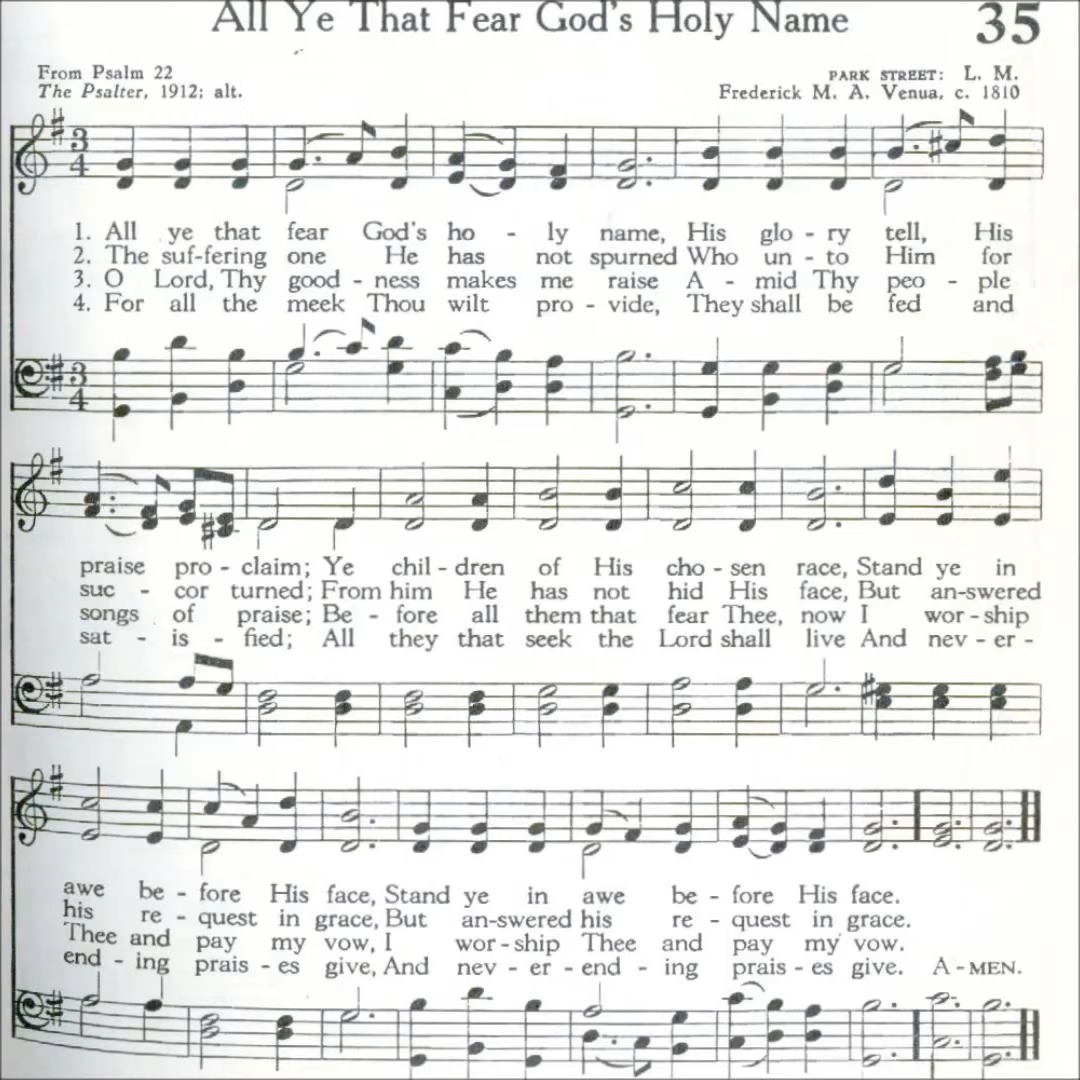 All Ye That Fear God's Holy Name 35
From Psalm 22 PARK STREET: L. M.
The Psalter, 1912; alt. Frederick M. A. Venua, c. 1810
3
4
1. All ye that fear God's ho - ly name, His glo - ry tell, His
2. The suf-fering one He has not spurned Who un - to Him for
3. O Lord, Thy good - ness makes me raise A - mid Thy peo - ple
4. For all the meek Thou wilt pro - vide, They shall be fed and
3
4
praise pro - claim; Ye chil - dren of His cho - sen race, Stand ye in
suc - cor turned; From him He has not hid His face, But an-swered
songs of praise; Be - fore all them that fear Thee, now I wor - ship
sat - is - fied; All they that seek the Lord shall live And nev - er -
awe be - fore His face, Stand ye in awe be - fore His face.
his re - quest in grace, But an-swered his re - quest in grace.
Thee and pay my vow, I wor - ship Thee and pay my vow.
end - ing prais - es give, And nev - er - end - ing prais - es give. A-MEN.